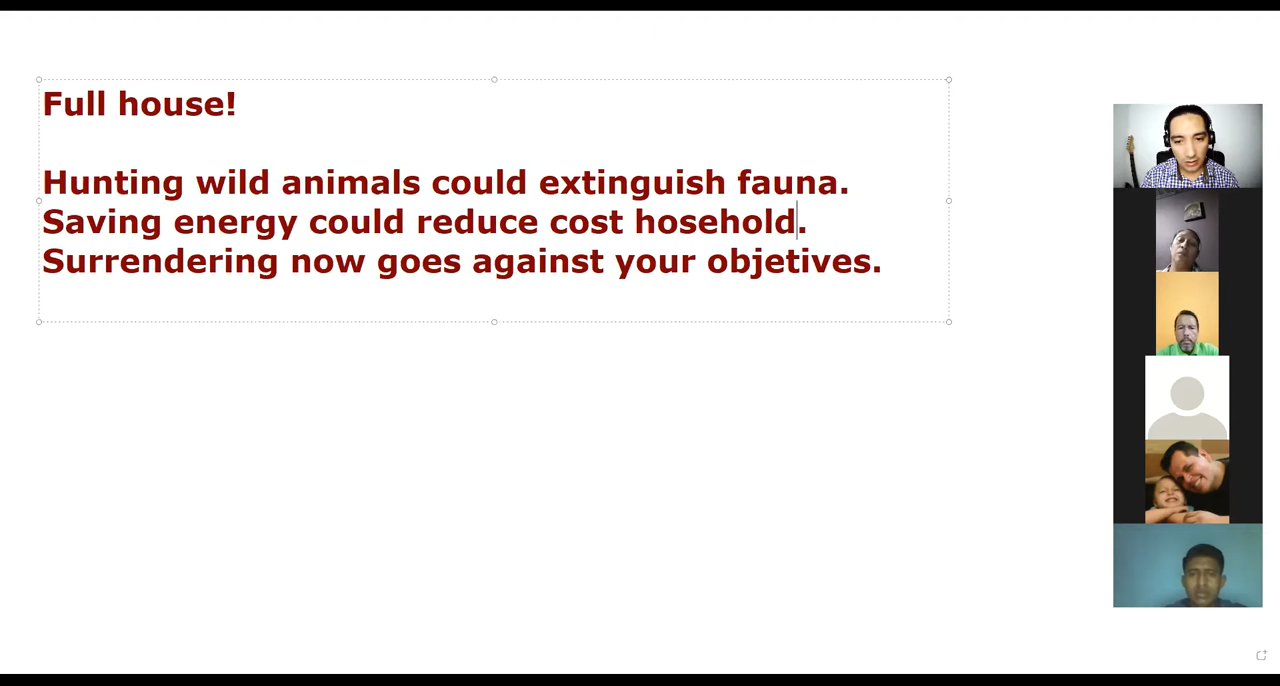 Full house!
Hunting wild animals could extinguish fauna.
Saving energy could reduce cost hosehold.
Surrendering now goes against your objetives.